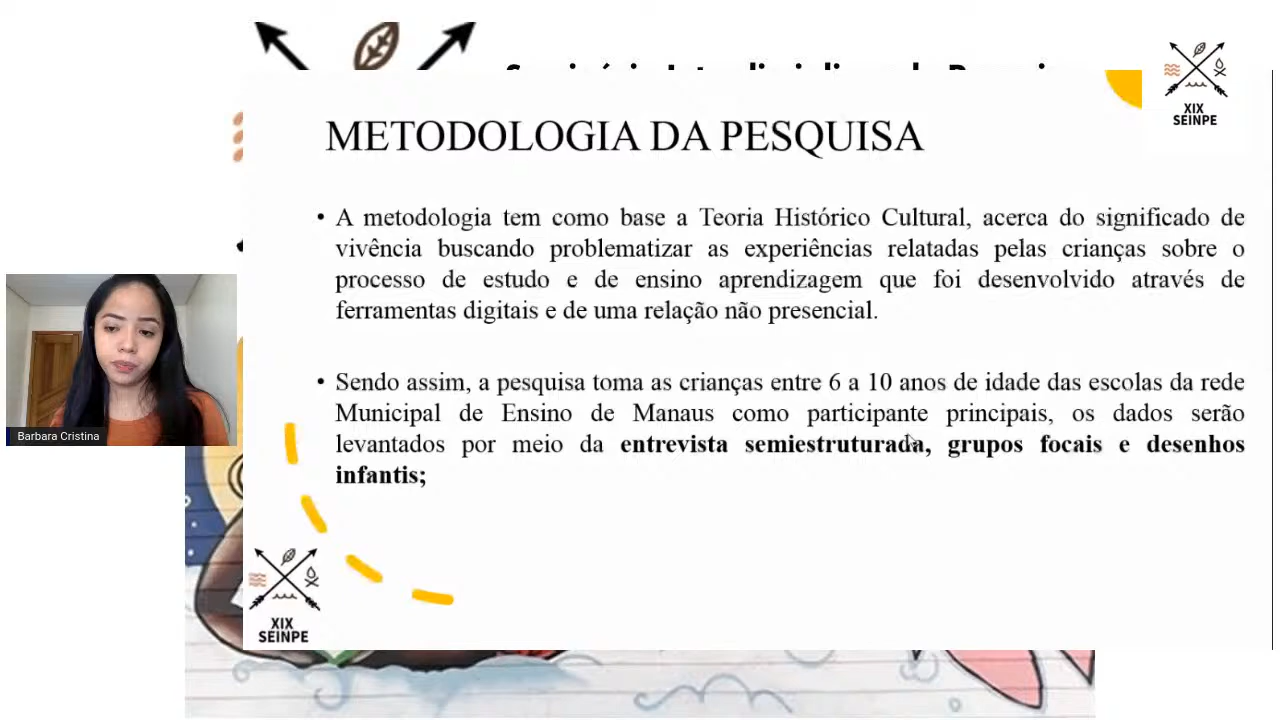 METODOLOGIA DA PESQUISA
XIX
SEINPE
• A metodologia tem como base a Teoria Histórico Cultural, acerca do significado de
vivência buscando problematizar as experiências relatadas pelas crianças sobre o
processo de estudo e de ensino aprendizagem que foi desenvolvido através de
ferramentas digitais e de uma relação não presencial.
• Sendo assim, a pesquisa toma as crianças entre 6 a 10 anos de idade das escolas da rede
Municipal de Ensino de Manaus como participante principais, os dados serão
levantados por meio da entrevista semiestruturada, grupos focais e desenhos
infantis;
Barbara Cristina
XIX
SEINPE